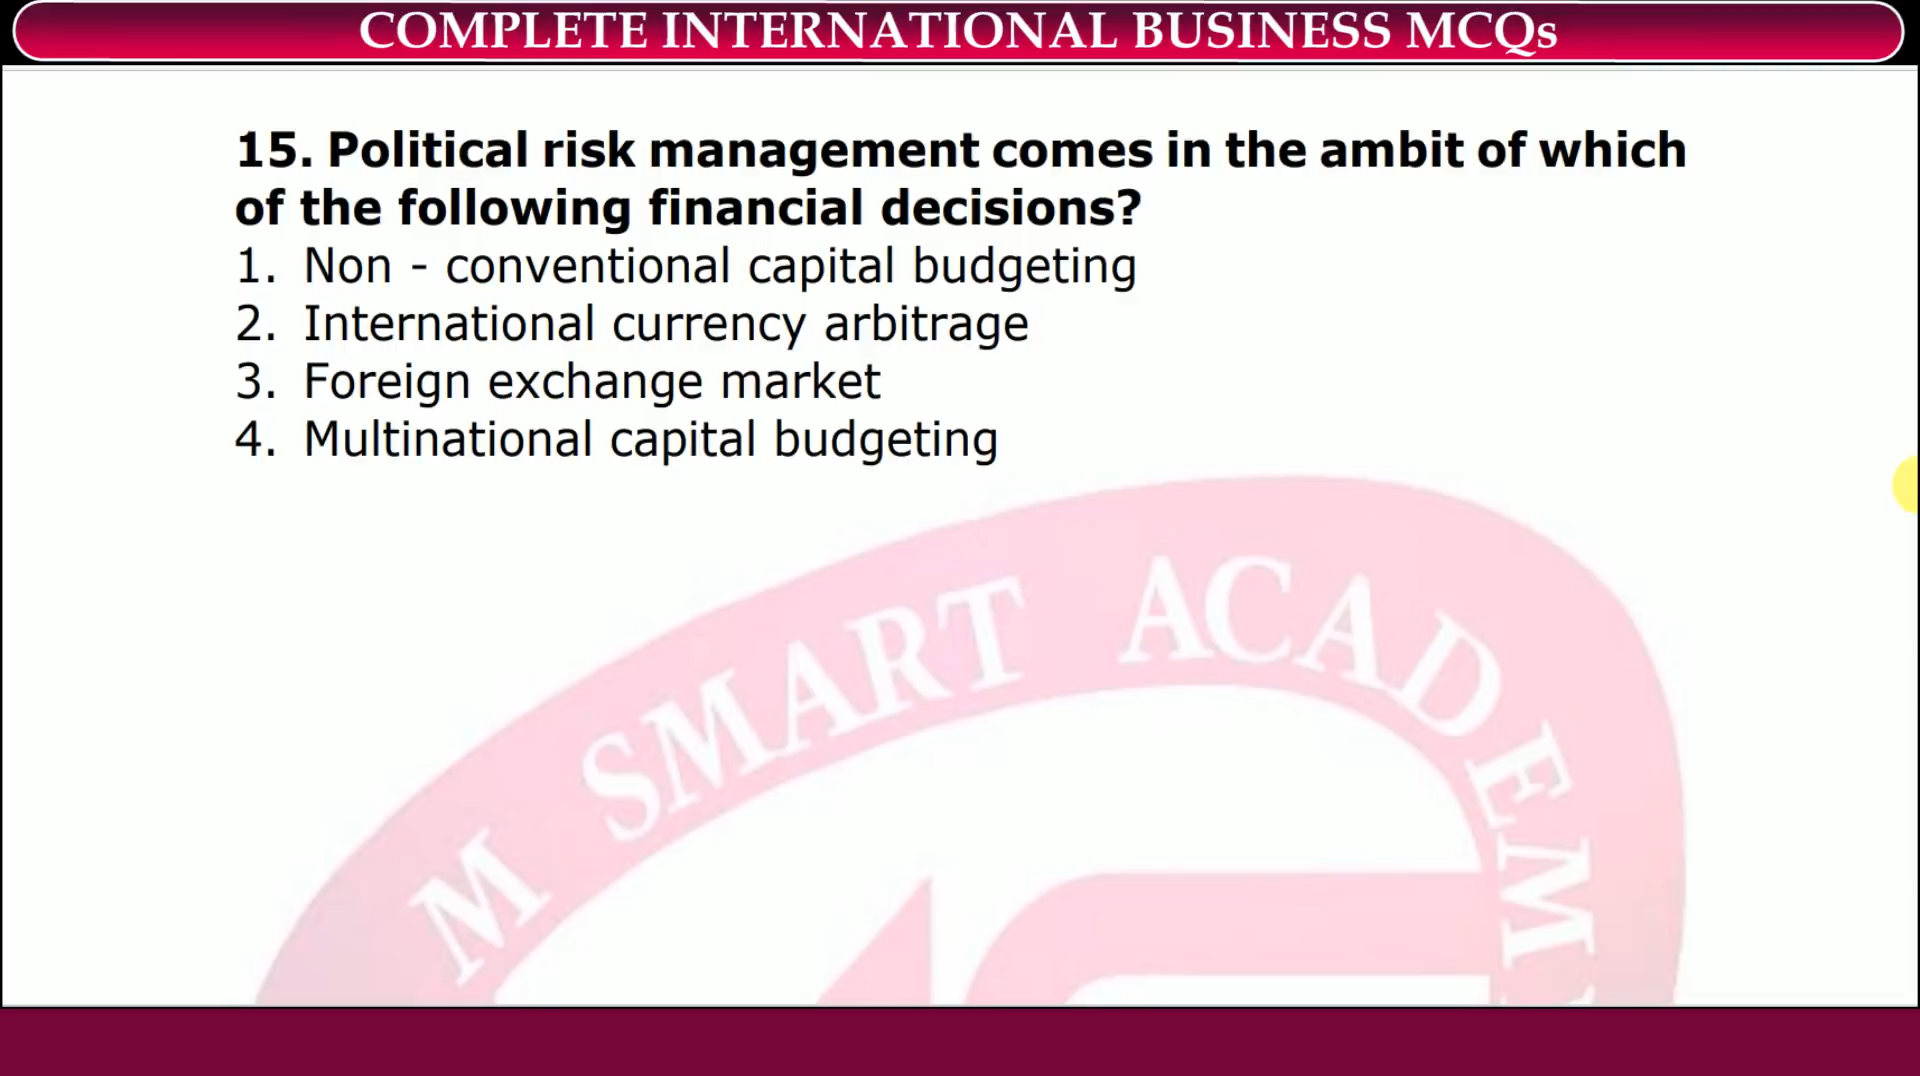 COMPLETE INTERNATIONAL BUSINESS MCQs
15. Political risk management comes in the ambit of which
of the following financial decisions?
1. Non - conventional capital budgeting
2. International currency arbitrage
3. Foreign exchange market
4. Multinational capital budgeting
M SMART ACADEMY